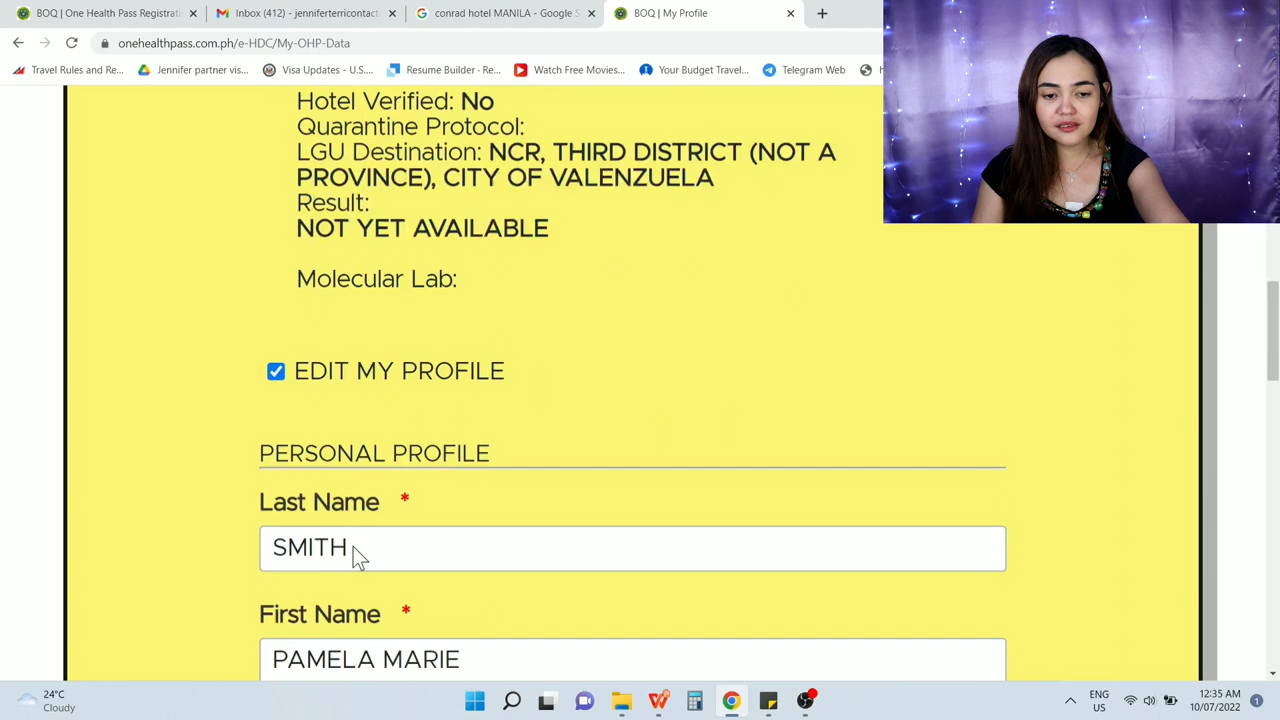 BOQ | One Health Pass Registrati
Inbox (412) - jenniferterricontact
conrad hotel MANILA - Google S
BOQ | My Profile
onehealthpass.com.ph/e-HDC/My-OHP-Data
Travel Rules and Re...
Jennifer partner vis...
Visa Updates - U.S....
Resume Builder · Re...
Watch Free Movies...
Your Budget Travel...
Telegram Web
Hotel Verified: No
Quarantine Protocol:
LGU Destination: NCR, THIRD DISTRICT (NOT A
PROVINCE), CITY OF VALENZUELA
Result:
NOT YET AVAILABLE
Molecular Lab:
EDIT MY PROFILE
PERSONAL PROFILE
Last Name *
SMITH
First Name *
PAMELA MARIE
24°C
Cloudy
ENG
US
12:35 AM
10/07/2022
1